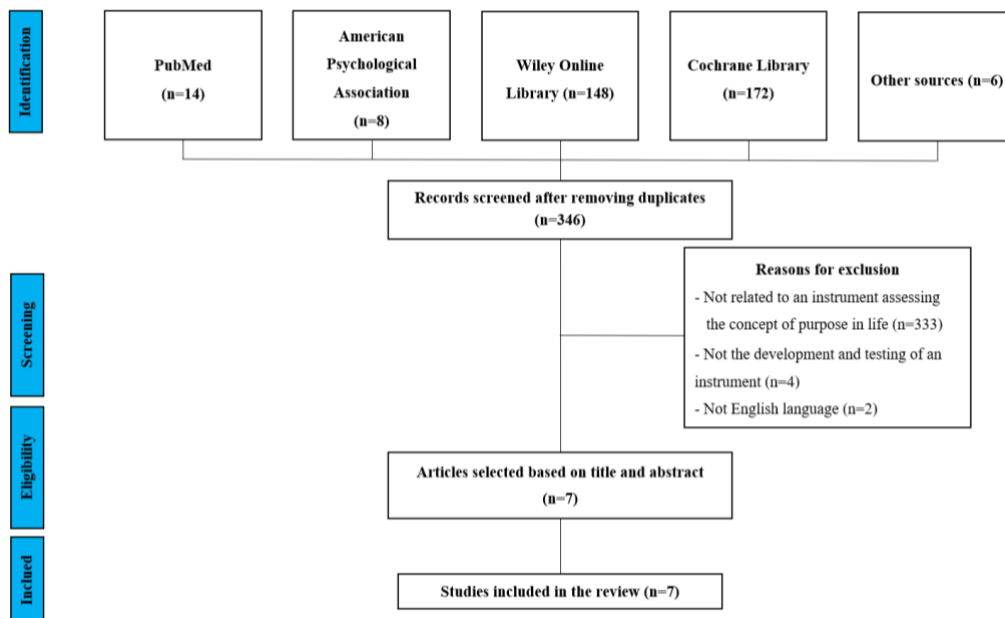 Identification
PubMed
(n=14)
American
Psychological
Association
(n=8)
Wiley Online
Library (n=148)
Cochrane Library
(n=172)
Other sources (n=6)
Records screened after removing duplicates
(n=346)
Screening
Reasons for exclusion
- Not related to an instrument assessing
the concept of purpose in life (n=333)
- Not the development and testing of an
instrument (n=4)
- Not English language (n=2)
Eligibility
Articles selected based on title and abstract
(n=7)
Inclued
Studies included in the review (n=7)